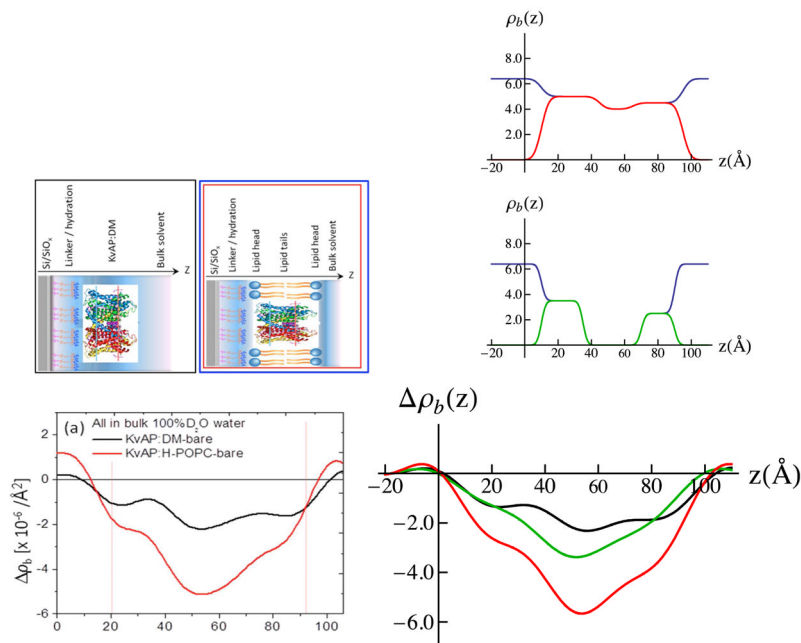 ρb(z)
8.0
6.0
4.0
2.0
−20 0 20 40 60 80 100 z(Å)
ρb(z)
8.0
6.0
4.0
2.0
−20 0 20 40 60 80 100 z(Å)
Si/SiOx
Linker / hydration
KvAP:DM
Bulk solvent
z
Si/SiOx
Linker / hydration
Lipid head
Lipid tails
Lipid head
Bulk solvent
z
(a) All in bulk 100%D2O water
KvAP:DM-bare
KvAP:H-POPC-bare
Δρb [x 10-6 /Å2]
2
0
-2
-4
-6
0 20 40 60 80 100
Δρb(z)
−20 0 20 40 60 80 100 z(Å)
−2.0
−4.0
−6.0